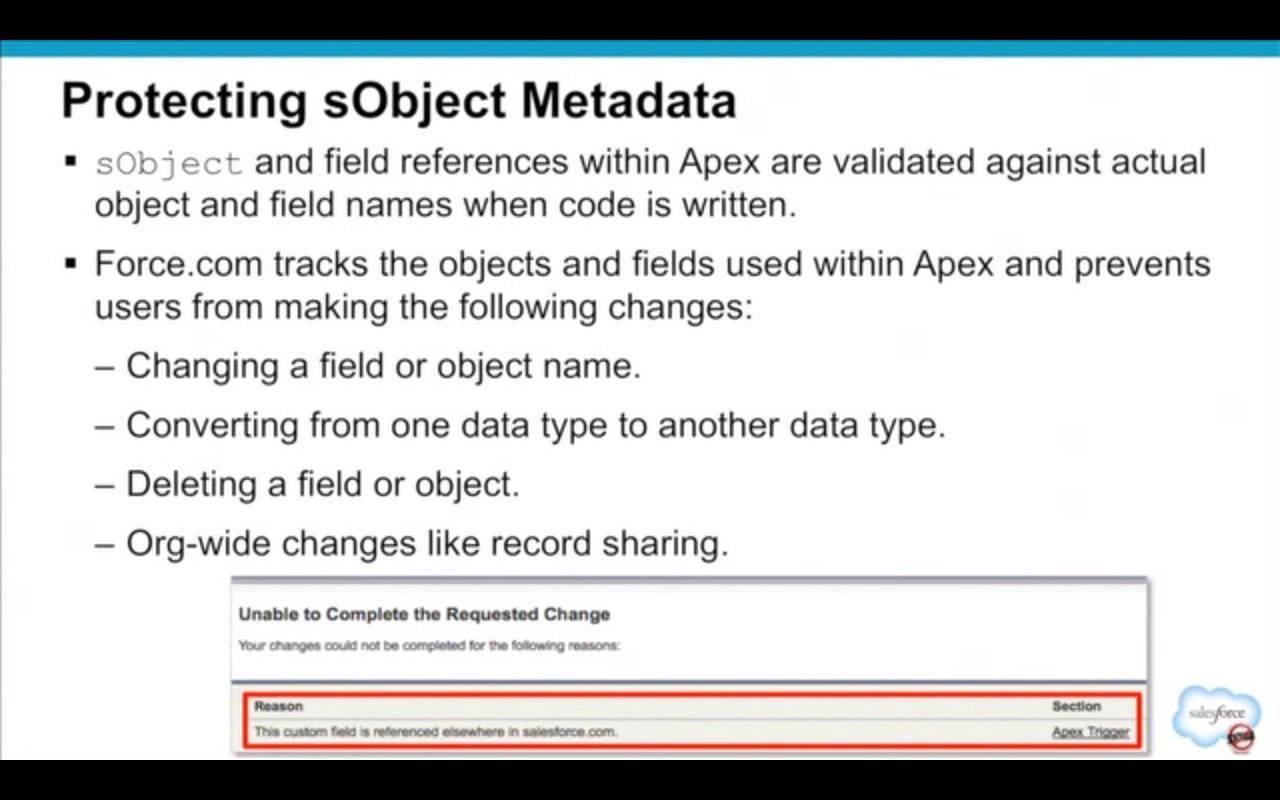 Protecting sObject Metadata
▪ sObject and field references within Apex are validated against actual
object and field names when code is written.
▪ Force.com tracks the objects and fields used within Apex and prevents
users from making the following changes:
– Changing a field or object name.
– Converting from one data type to another data type.
– Deleting a field or object.
– Org-wide changes like record sharing.
Unable to Complete the Requested Change
Your changes could not be completed for the following reasons:
Reason Section
This custom field is referenced elsewhere in salesforce.com. Apex Trigger
salesforce